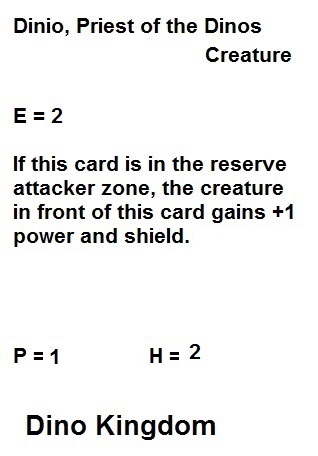 Dinio, Priest of the Dinos
Creature
E = 2
If this card is in the reserve
attacker zone, the creature
in front of this card gains +1
power and shield.
P = 1 H = 2
Dino Kingdom